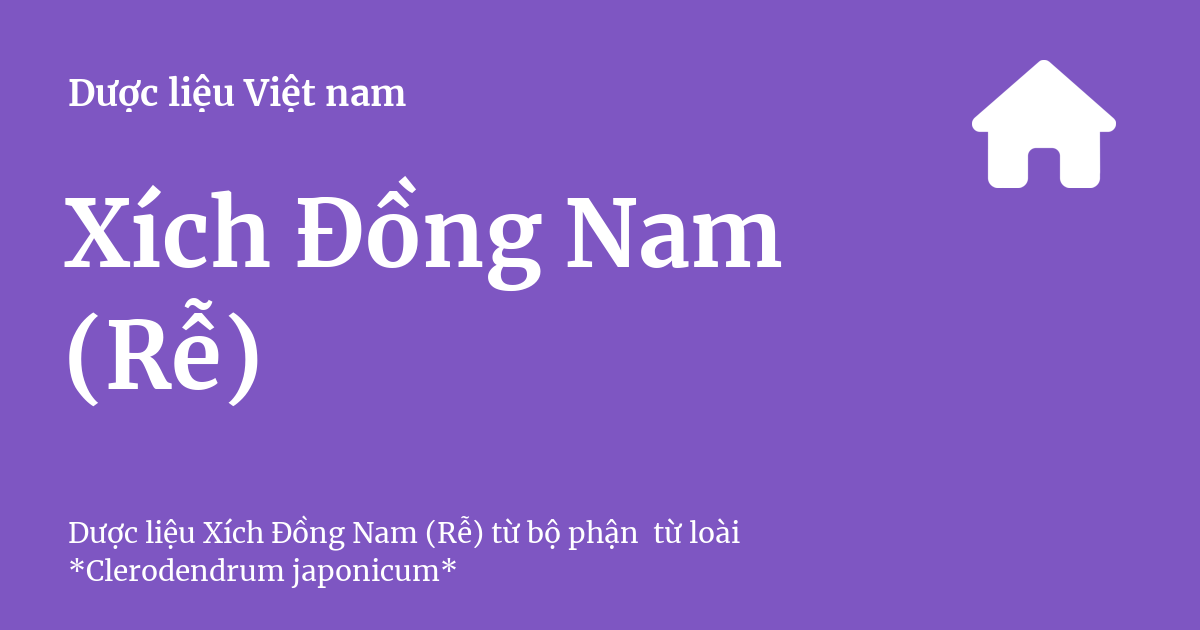 Dược liệu Việt nam
Xích Đồng Nam
(Rễ)
Dược liệu Xích Đồng Nam (Rễ) từ bộ phận  từ loài
*Clerodendrum japonicum*